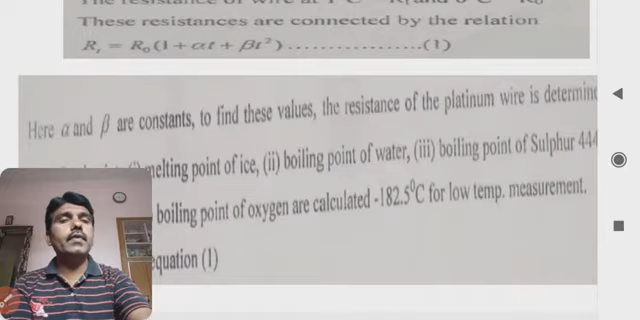 These resistances are connected by the relation
Rₜ = R₀(1+αt+βt²)..................(1)
Here α and β are constants, to find these values, the resistance of the platinum wire is
melting point of ice, (ii) boiling point of water, (iii) boiling point of Sulphur 444
boiling point of oxygen are calculated -182.5⁰C for low temp. measurement.
(1)